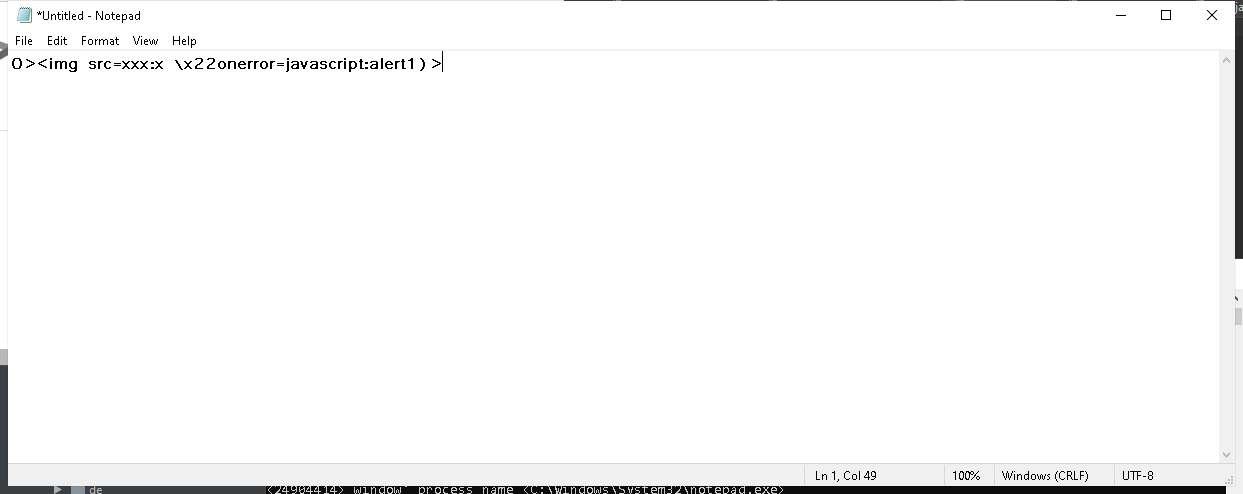 *Untitled - Notepad
File Edit Format View Help
O><img src=xxx:x \x22onerror=javascript:alert1)>
Ln 1, Col 49 100% Windows (CRLF) UTF-8
de <24904414> window' process name <C:\Windows\System32\notepad.exe>